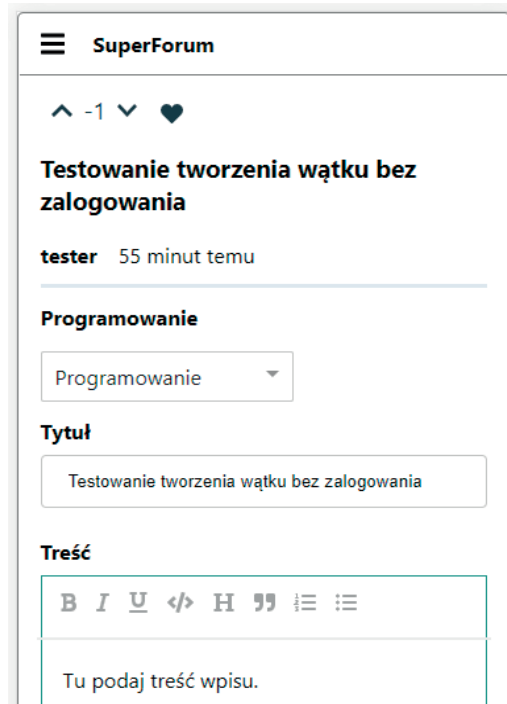 SuperForum
-1
Testowanie tworzenia wątku bez
zalogowania
tester 55 minut temu
Programowanie
Programowanie
Tytuł
Testowanie tworzenia wątku bez zalogowania
Treść
B I U </> H
Tu podaj treść wpisu.